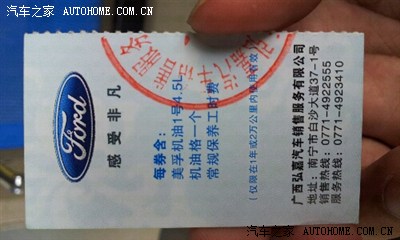 汽车之家 AUTOHOME.COM.CN
Ford
感受非凡
每券含：
美孚机油1号4.5L
机油格一个
常规保养工时费
（仅限在1年或2万公里内使用有效）
广西弘嘉汽车销售服务有限公司
地址：南宁市白沙大道37-1号
销售热线：0771-4922555
服务热线：0771-4923410
汽车之家 AUTOHOME.COM.CN